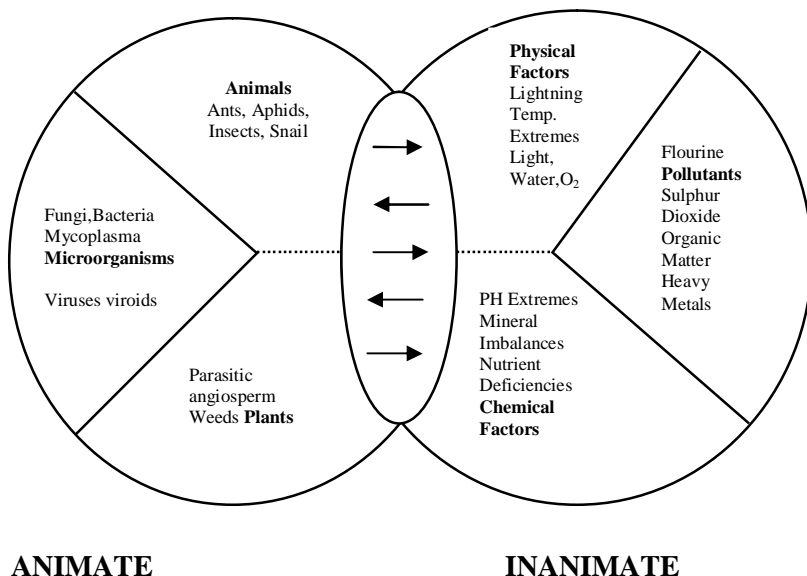 Animals
Ants, Aphids,
Insects, Snail
Fungi,Bacteria
Mycoplasma
Microorganisms
Viruses viroids
Parasitic
angiosperm
Weeds Plants
Physical
Factors
Lightning
Temp.
Extremes
Light,
Water,O₂
Flourine
Pollutants
Sulphur
Dioxide
Organic
Matter
Heavy
Metals
PH Extremes
Mineral
Imbalances
Nutrient
Deficiencies
Chemical
Factors
ANIMATE
INANIMATE